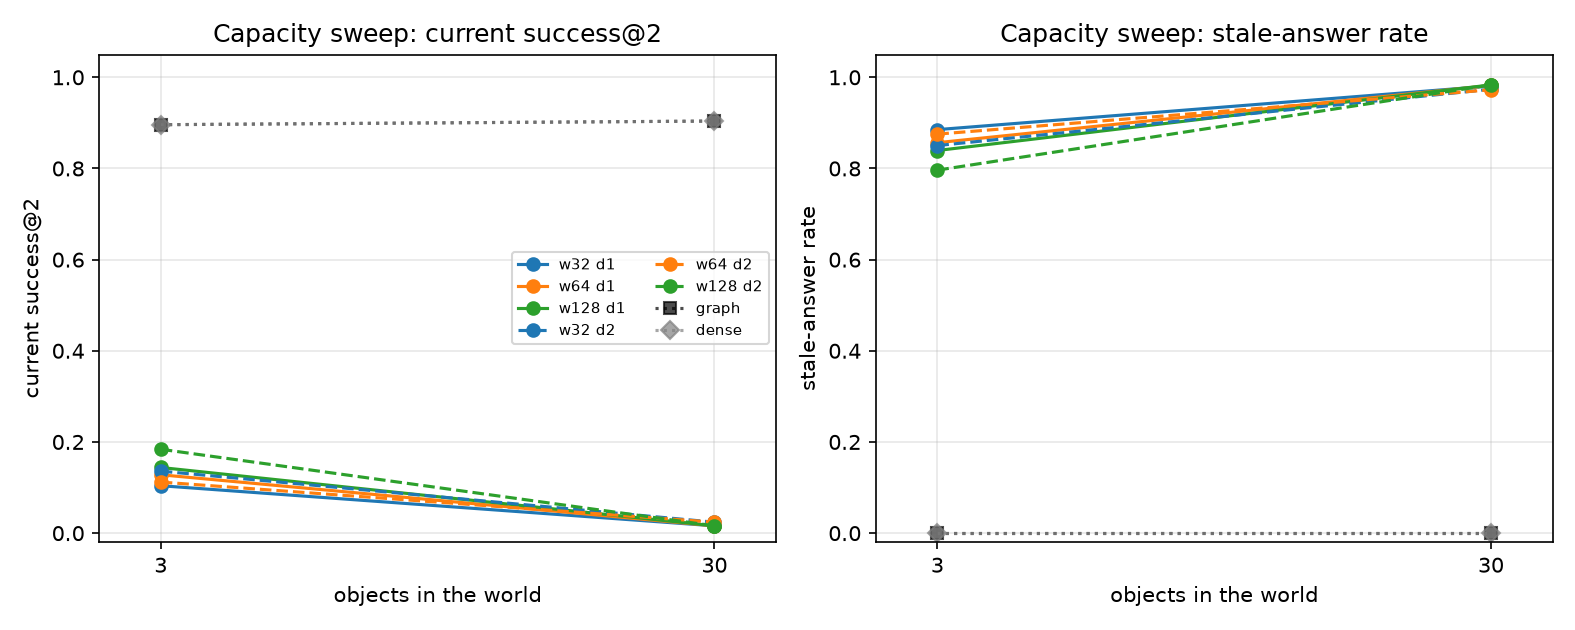 Capacity sweep: current success@2
current success@2
1.0
0.8
0.6
0.4
0.2
0.0
w32 d1
w64 d1
w128 d1
w32 d2
w64 d2
w128 d2
graph
dense
3
30
objects in the world
Capacity sweep: stale-answer rate
stale-answer rate
1.0
0.8
0.6
0.4
0.2
0.0
3
30
objects in the world